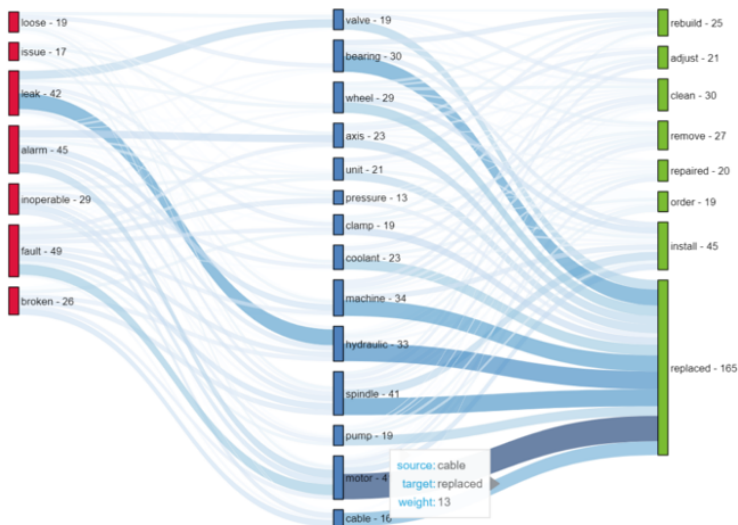 loose - 19
issue - 17
leak - 42
alarm - 45
inoperable - 29
fault - 49
broken - 26
valve - 19
bearing - 30
wheel - 29
axis - 23
unit - 21
pressure - 13
clamp - 19
coolant - 23
machine - 34
hydraulic - 33
spindle - 41
pump - 19
motor - 4
cable - 16
source: cable
target: replaced
weight: 13
rebuild - 25
adjust - 21
clean - 30
remove - 27
repaired - 20
order - 19
install - 45
replaced - 165